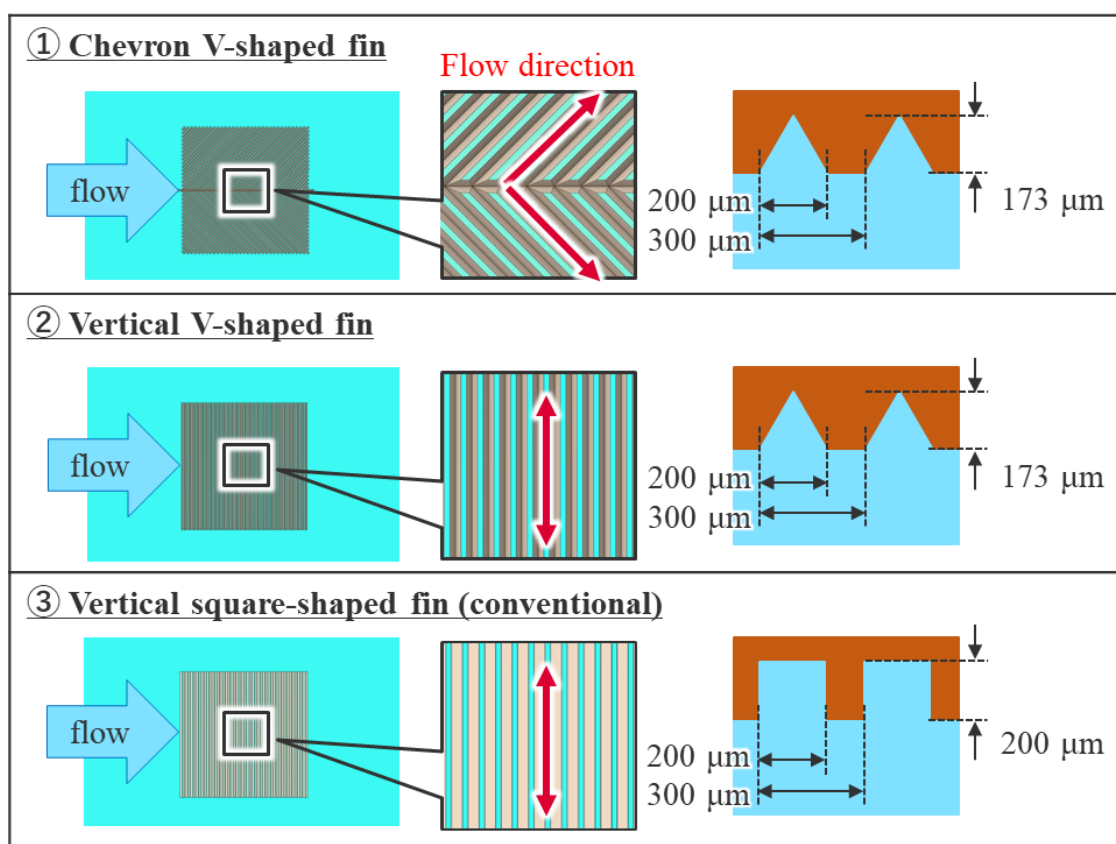 ① Chevron V-shaped fin
Flow direction
flow
200 μm
300 μm
173 μm
② Vertical V-shaped fin
flow
200 μm
300 μm
173 μm
③ Vertical square-shaped fin (conventional)
flow
200 μm
300 μm
200 μm